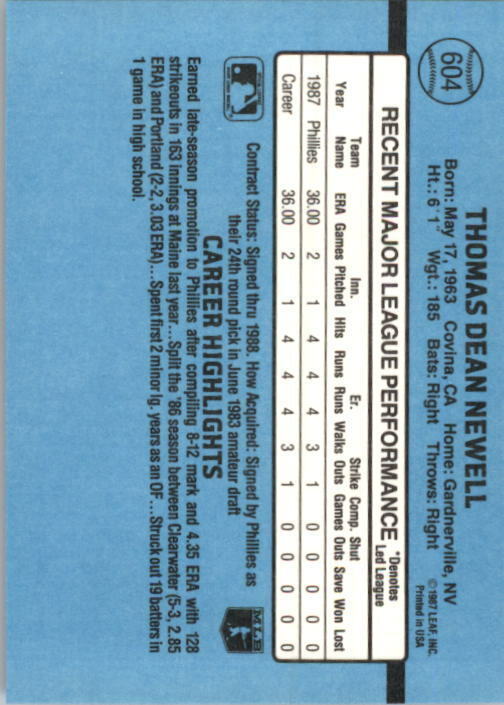 604
THOMAS DEAN NEWELL
Born: May 17, 1963 Covina, CA Home: Gardnerville, NV
Ht.: 6'1" Wgt.: 185 Bats: Right Throws: Right
©1987 LEAF, INC.
Printed in USA
RECENT MAJOR LEAGUE PERFORMANCE
*Denotes
Led League
Team Inn. Er. Strike Comp. Shut
Year Name ERA Games Pitched Hits Runs Runs Walks Outs Games Outs Save Won Lost
1987 Phillies 36.00 2 1 4 4 4 3 1 0 0 0 0 0
Career 36.00 2 1 4 4 4 3 1 0 0 0 0 0
Contract Status: Signed thru 1988. How Acquired: Signed by Phillies as
their 24th round pick in June 1983 amateur draft
MLB
CAREER HIGHLIGHTS
Earned late-season promotion to Phillies after compiling 8-12 mark and 4.35 ERA with 128
strikeouts in 163 innings at Maine last year...Split the '86 season between Clearwater (5-3, 2.85
ERA) and Portland (2-2, 3.03 ERA)...Spent first 2 minor lg. years as an OF...Struck out 19 batters in
1 game in high school.